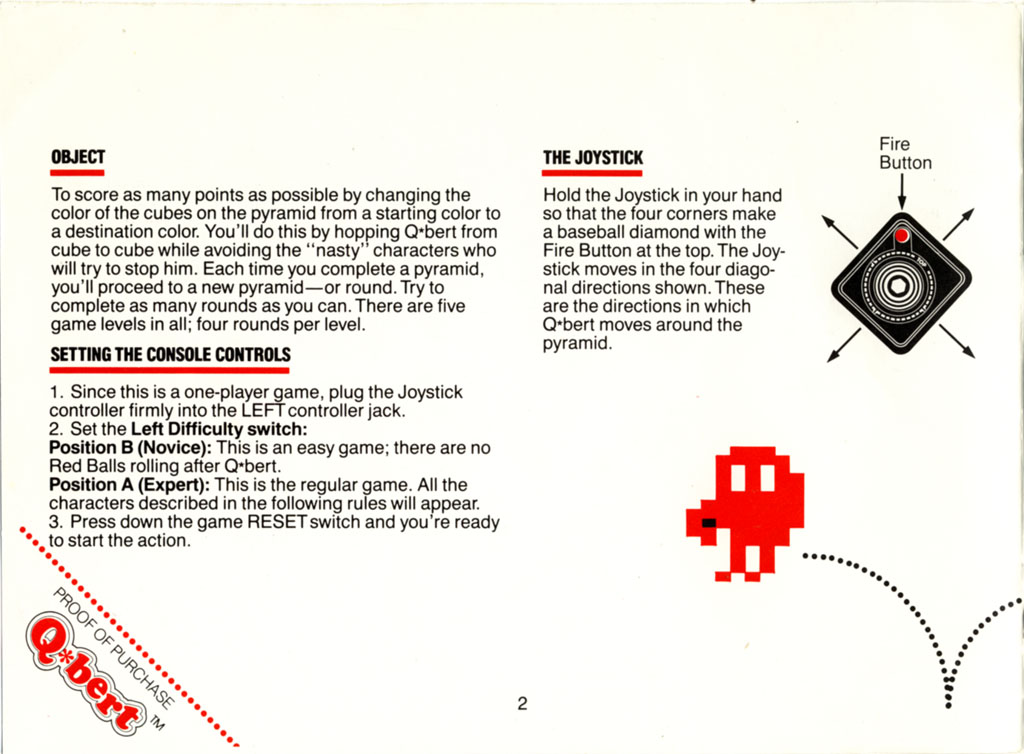 OBJECT
To score as many points as possible by changing the
color of the cubes on the pyramid from a starting color to
a destination color. You'll do this by hopping Q*bert from
cube to cube while avoiding the "nasty" characters who
will try to stop him. Each time you complete a pyramid,
you'll proceed to a new pyramid—or round. Try to
complete as many rounds as you can. There are five
game levels in all; four rounds per level.
SETTING THE CONSOLE CONTROLS
1. Since this is a one-player game, plug the Joystick
controller firmly into the LEFT controller jack.
2. Set the Left Difficulty switch:
Position B (Novice): This is an easy game; there are no
Red Balls rolling after Q*bert.
Position A (Expert): This is the regular game. All the
characters described in the following rules will appear.
3. Press down the game RESET switch and you're ready
to start the action.
PROOF OF PURCHASE
Q*bert™
THE JOYSTICK
Hold the Joystick in your hand
so that the four corners make
a baseball diamond with the
Fire Button at the top. The Joy-
stick moves in the four diago-
nal directions shown. These
are the directions in which
Q*bert moves around the
pyramid.
Fire
Button
TOP
2